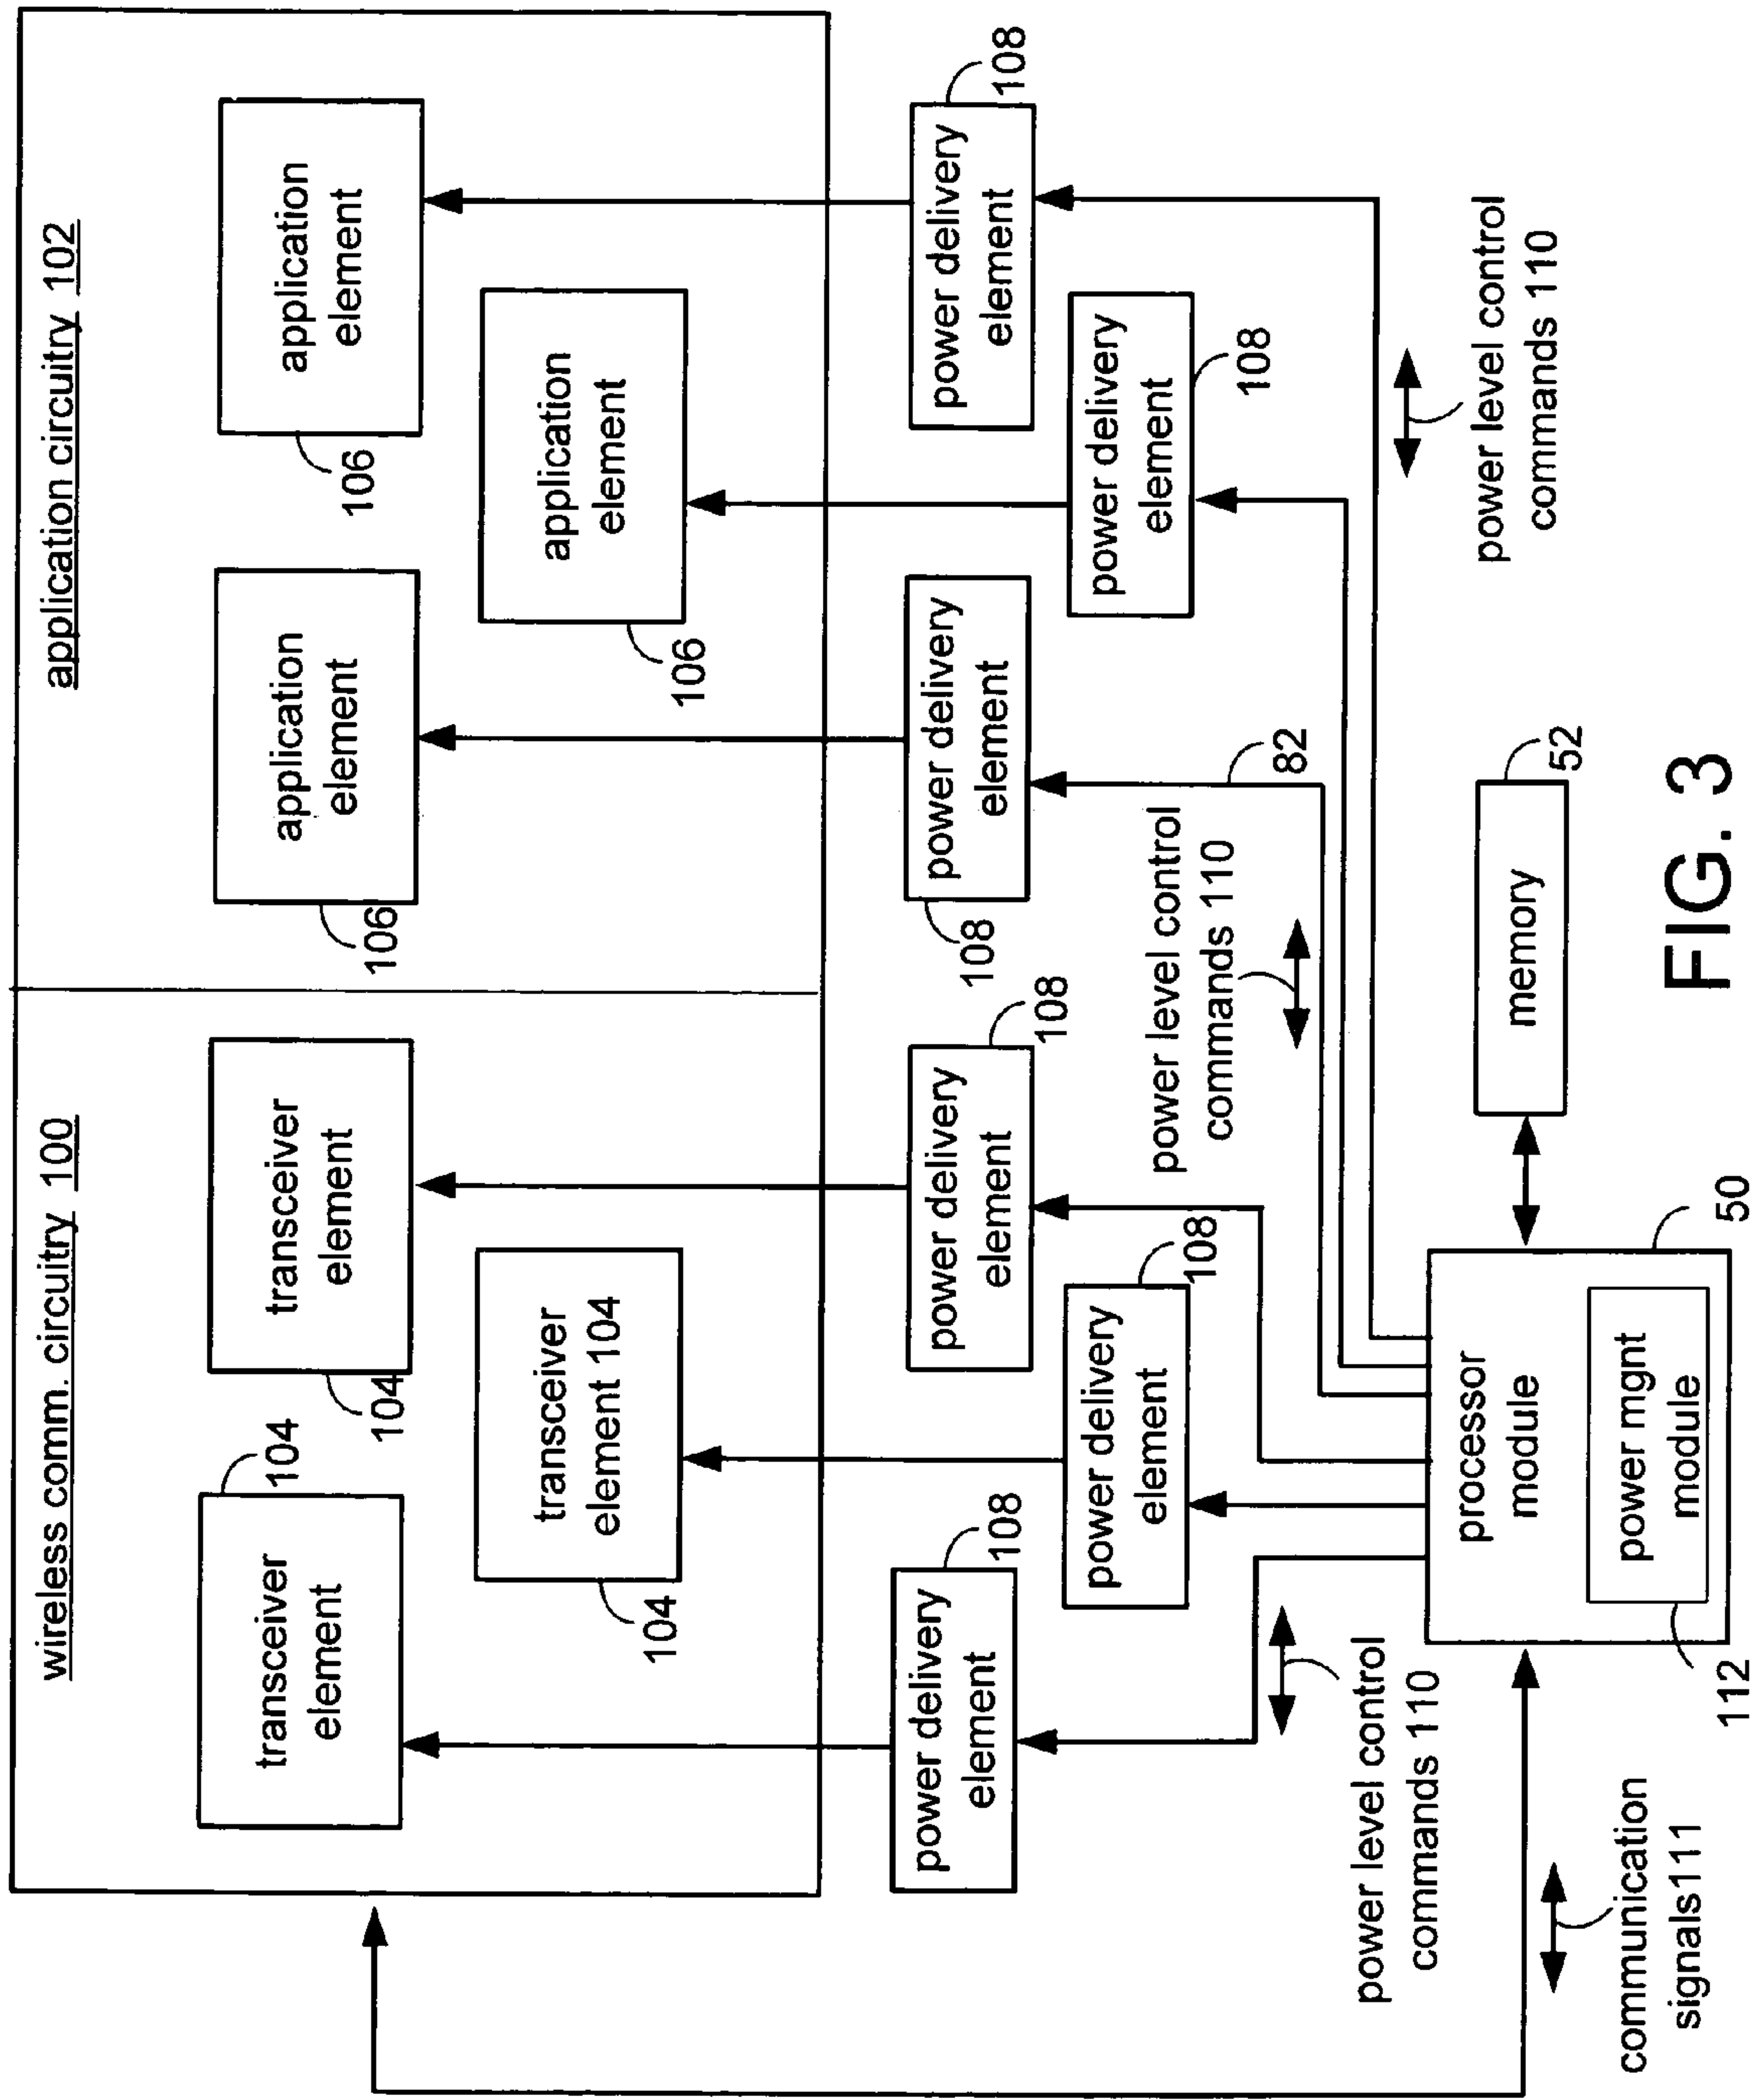 wireless comm. circuitry 100
application circuitry 102
transceiver
element
104
transceiver
element
104
transceiver
element 104
104
application
element
106
application
element
106
application
element
106
power delivery
element
108
power delivery
element
108
power delivery
element
108
power delivery
element
108
power delivery
element
108
power delivery
element
108
power level control
commands 110
power level control
commands 110
82
power level control
commands 110
communication
signals111
processor
module
power mgnt
module
112
50
memory
52
FIG. 3